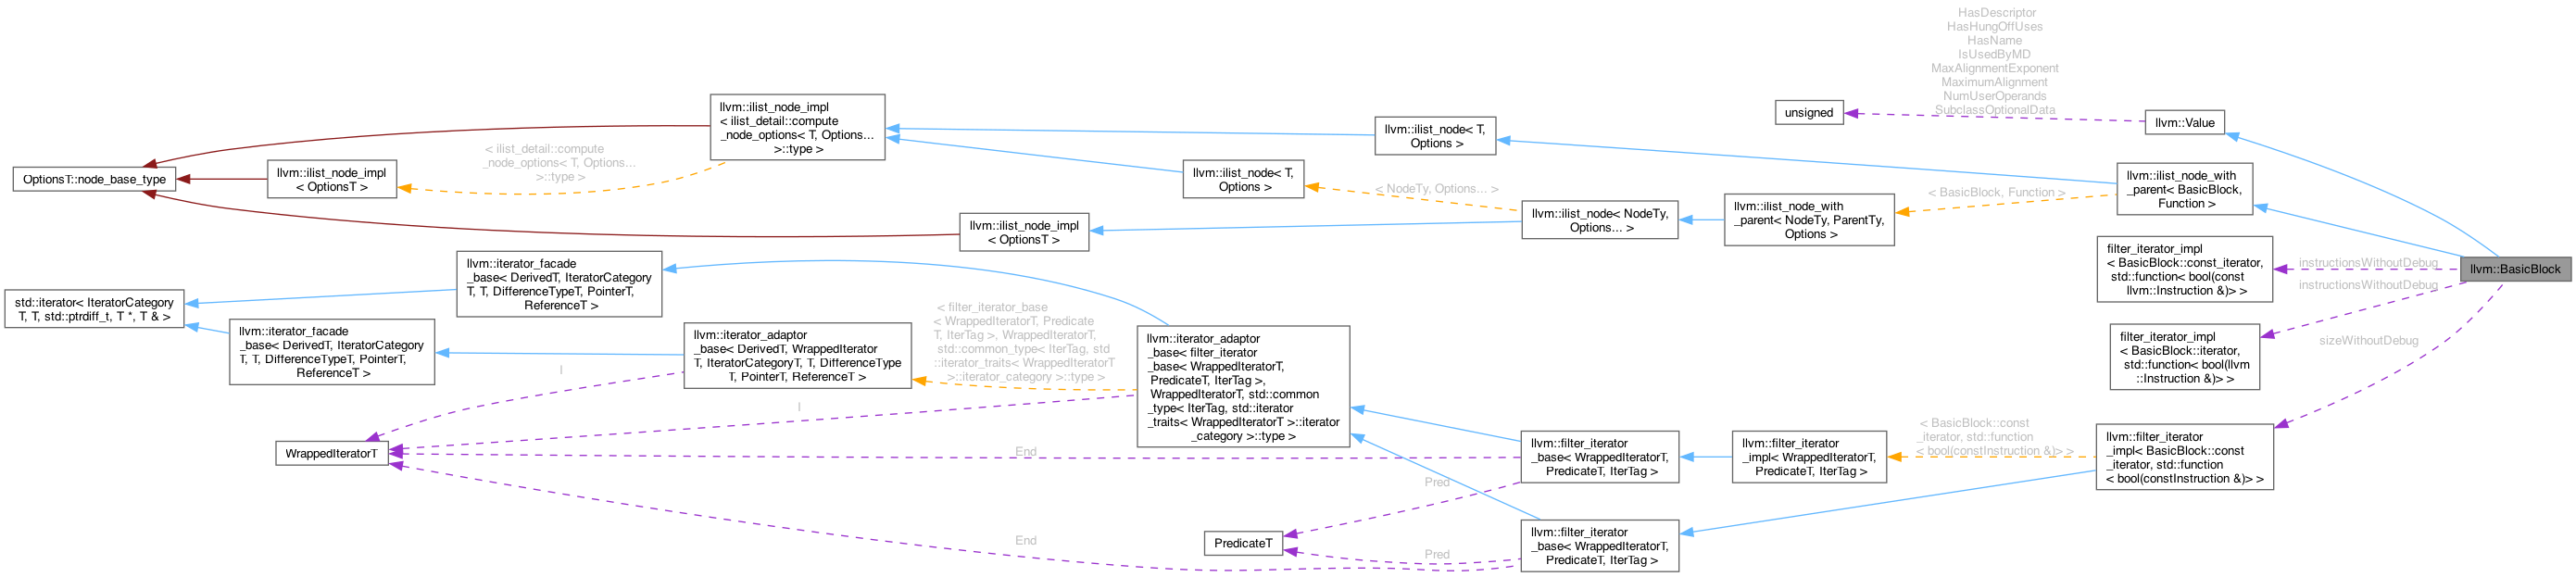 HasDescriptor
HasHungOffUses
HasName
IsUsedByMD
MaxAlignmentExponent
MaximumAlignment
NumUserOperands
SubclassOptionalData
unsigned
llvm::Value
llvm::ilist_node_impl
< ilist_detail::compute
_node_options< T, Options...
>::type >
llvm::ilist_node< T,
Options >
< ilist_detail::compute
_node_options< T, Options...
>::type >
OptionsT::node_base_type
llvm::ilist_node_impl
< OptionsT >
llvm::ilist_node< T,
Options >
< NodeTy, Options... >
< BasicBlock, Function >
llvm::ilist_node_with
_parent< BasicBlock,
Function >
llvm::ilist_node_impl
< OptionsT >
llvm::ilist_node< NodeTy,
Options... >
llvm::ilist_node_with
_parent< NodeTy, ParentTy,
Options >
filter_iterator_impl
< BasicBlock::const_iterator,
std::function< bool(const
llvm::Instruction &)> >
instructionsWithoutDebug
instructionsWithoutDebug
llvm::BasicBlock
llvm::iterator_facade
_base< DerivedT, IteratorCategory
T, T, DifferenceTypeT, PointerT,
ReferenceT >
std::iterator< IteratorCategory
T, T, std::ptrdiff_t, T *, T & >
llvm::iterator_facade
_base< DerivedT, IteratorCategory
T, T, DifferenceTypeT, PointerT,
ReferenceT >
llvm::iterator_adaptor
_base< DerivedT, WrappedIterator
T, IteratorCategoryT, T, DifferenceType
T, PointerT, ReferenceT >
< filter_iterator_base
< WrappedIteratorT, Predicate
T, IterTag >, WrappedIteratorT,
std::common_type< IterTag, std
::iterator_traits< WrappedIteratorT
>::iterator_category >::type >
llvm::iterator_adaptor
_base< filter_iterator
_base< WrappedIteratorT,
PredicateT, IterTag >,
WrappedIteratorT, std::common
_type< IterTag, std::iterator
_traits< WrappedIteratorT >::iterator
_category >::type >
filter_iterator_impl
< BasicBlock::iterator,
std::function< bool(llvm
::Instruction &)> >
sizeWithoutDebug
I
I
WrappedIteratorT
End
llvm::filter_iterator
_base< WrappedIteratorT,
PredicateT, IterTag >
llvm::filter_iterator
_impl< WrappedIteratorT,
PredicateT, IterTag >
< BasicBlock::const
_iterator, std::function
< bool(constInstruction &)> >
llvm::filter_iterator
_impl< BasicBlock::const
_iterator, std::function
< bool(constInstruction &)> >
Pred
PredicateT
End
Pred
llvm::filter_iterator
_base< WrappedIteratorT,
PredicateT, IterTag >